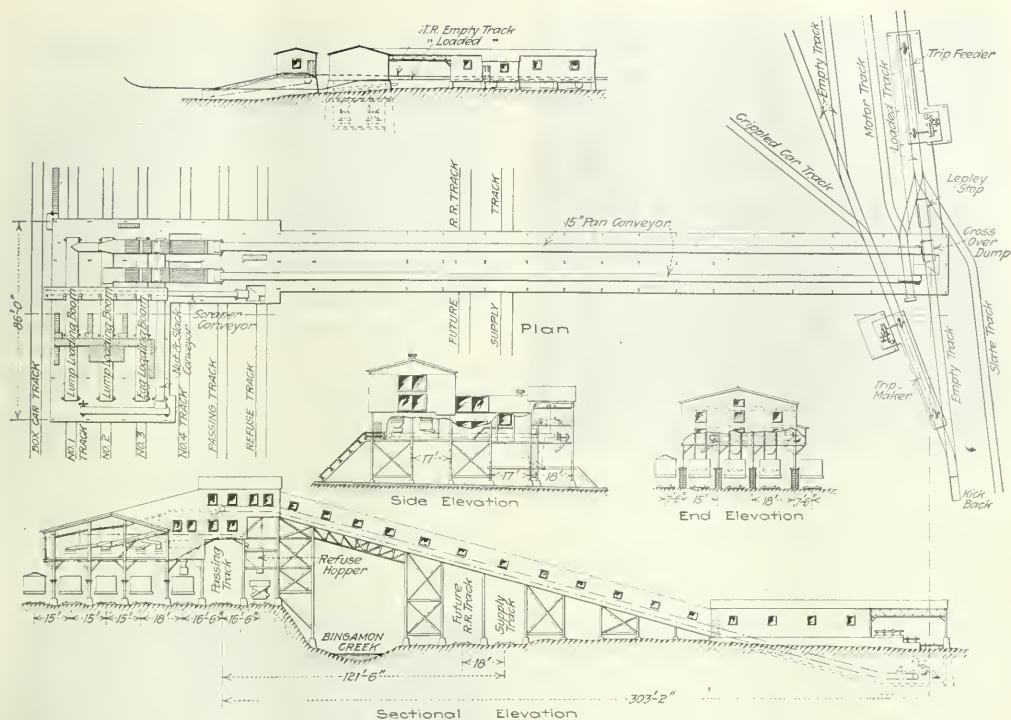 R. Empty Track
" Loaded "
Empty Track
Motor Track
Loaded Track
Trip Feeder
Crippled Car Track
Lepley
Stop
Cross
Over
Dump
R.R. TRACK
TRACK
15" Pan Conveyor
86'-0"
Lump Loading Boom
Lump Loading Boom
Egg Loading Boom
Nut & Slack
Conveyor
Scraper
Conveyor
FUTURE
SUPPLY
Plan
BOX CAR TRACK
NO. 1
TRACK
NO. 2
NO. 3
NO. 4 TRACK
PASSING TRACK
REFUSE TRACK
Trip-
Maker
Empty Track
Slate Track
Kick
Back
17'
17'
18'
Side Elevation
7'-6"
15'
18'
7'-6"
End Elevation
Passing
Track
Refuse
Hopper
Future
R.R. Track
Supply
Track
15'
15'
15'
18'
16'-6"
16'-6"
BINGAMON
CREEK
18'
121'-6"
303'-2"
Sectional Elevation